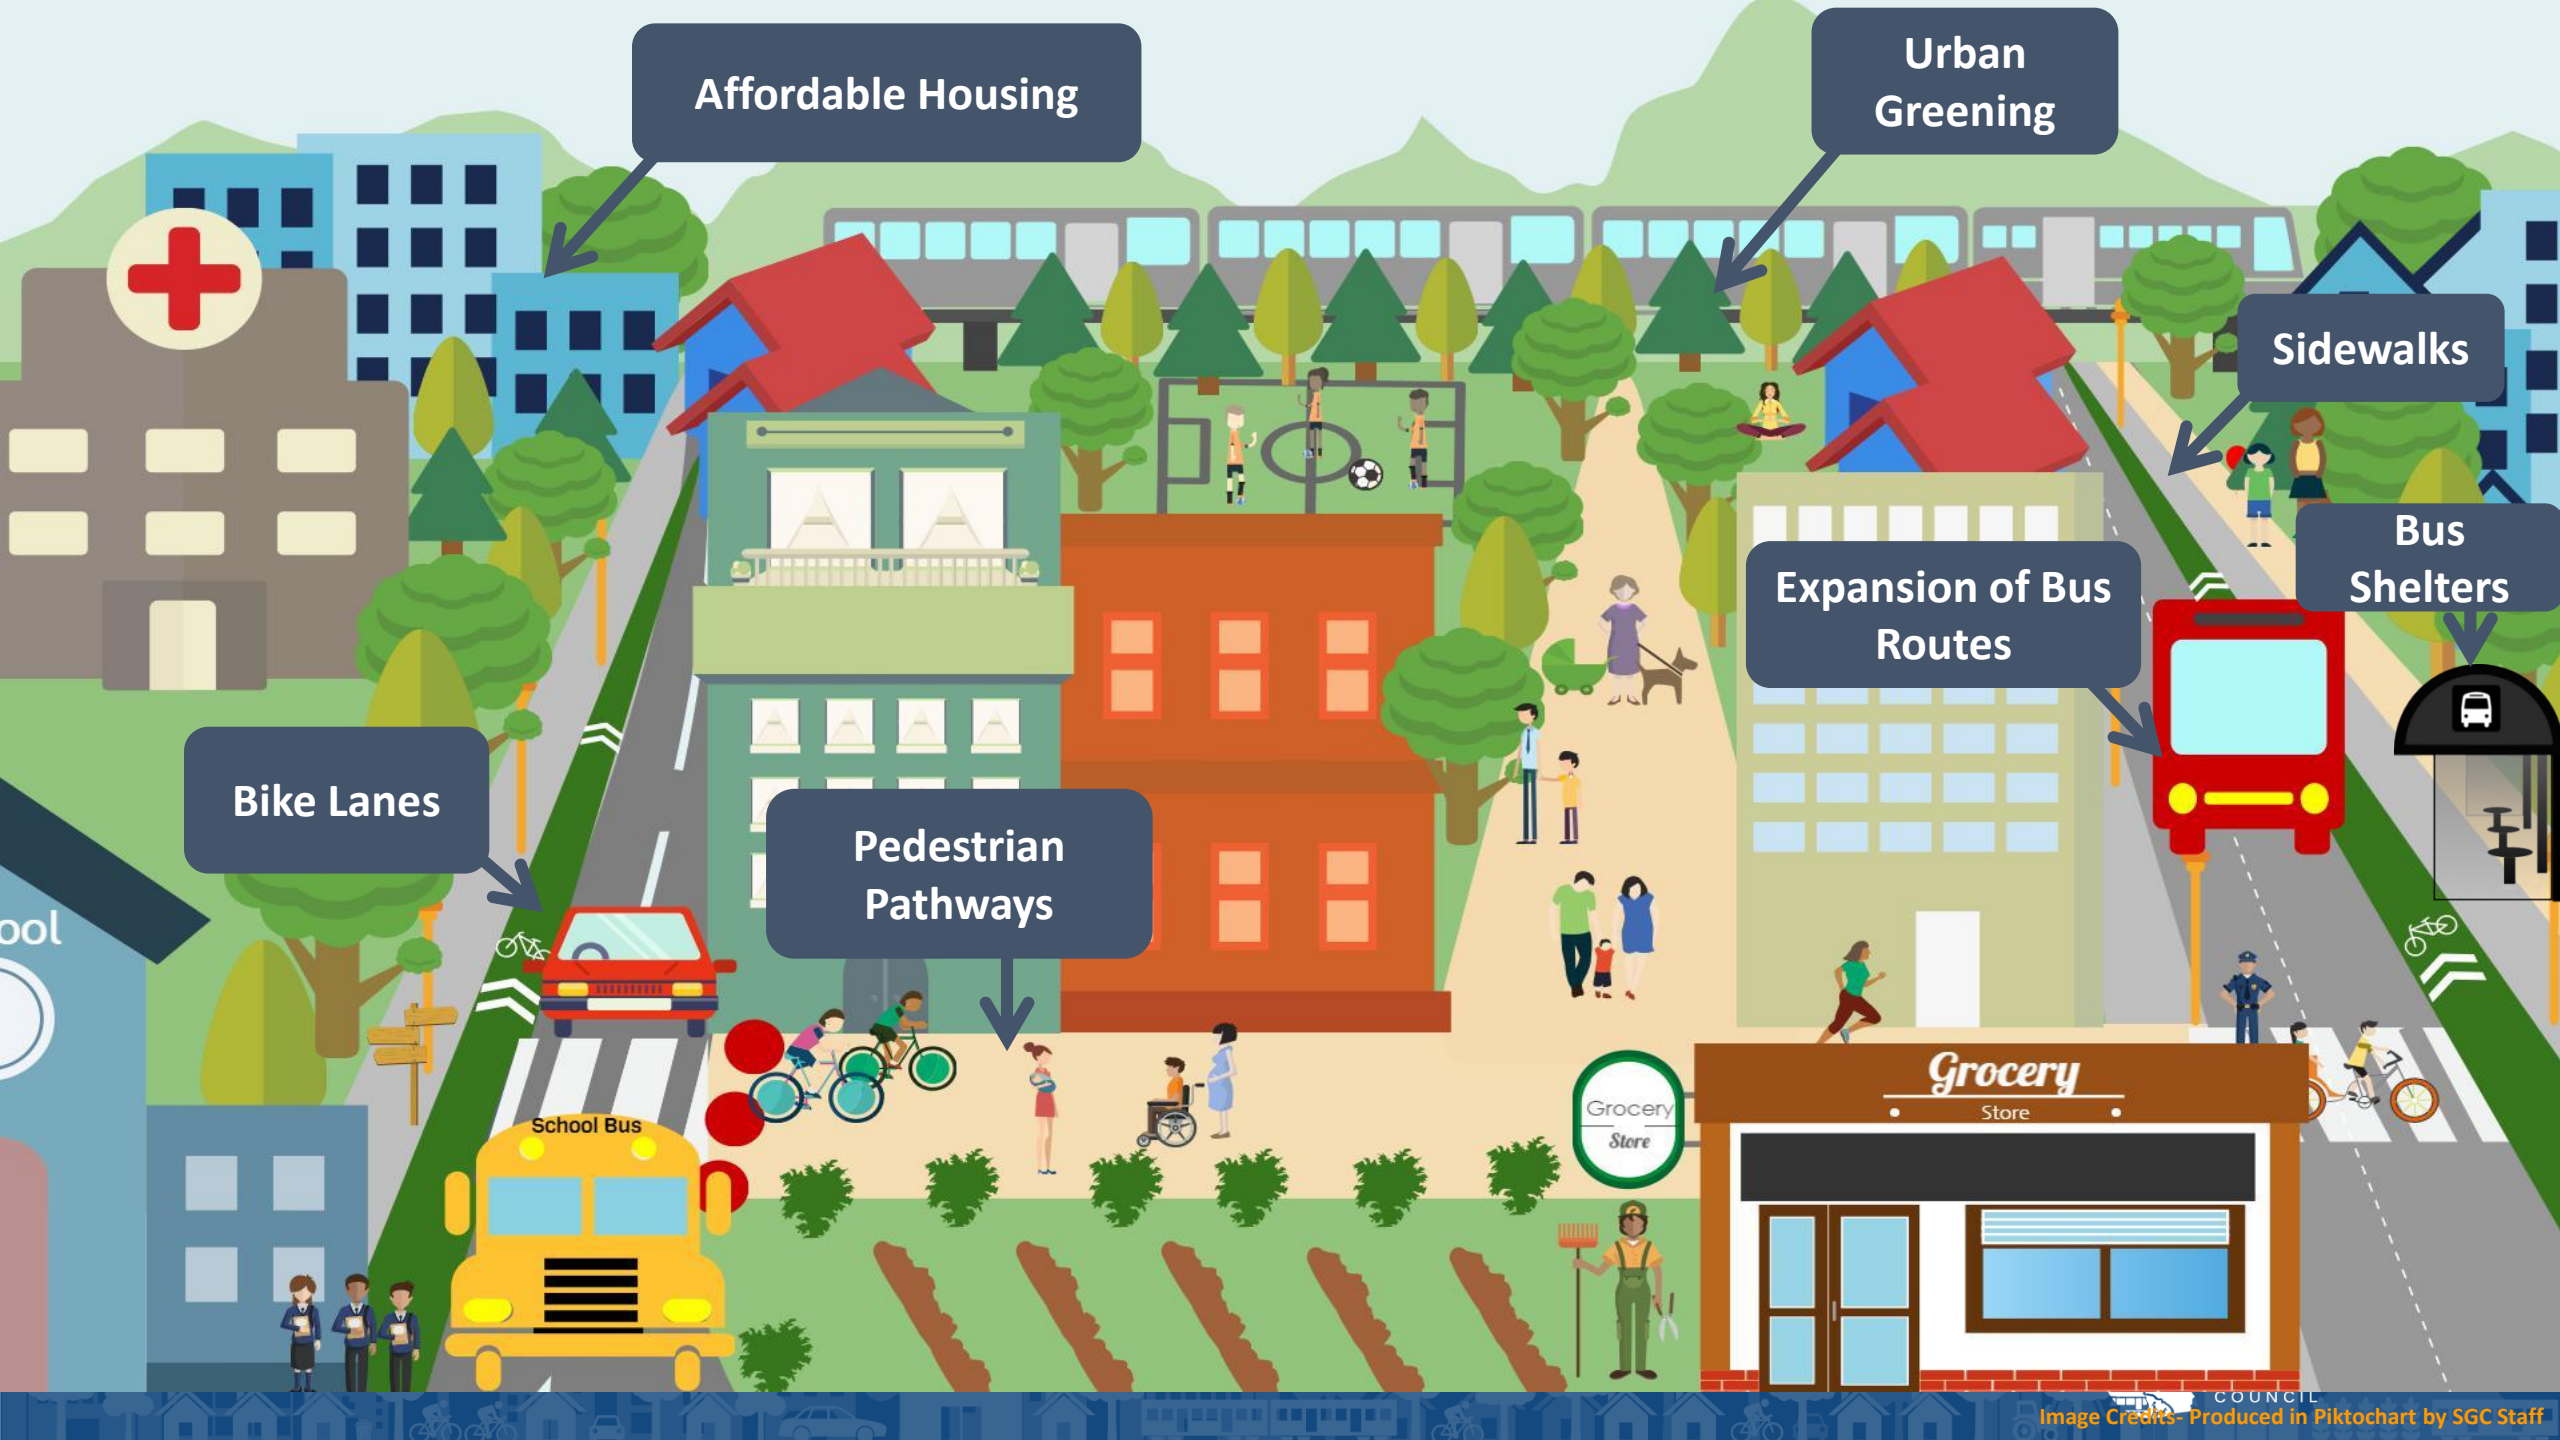 Affordable Housing
Urban
Greening
Sidewalks
Bus
Shelters
Expansion of Bus
Routes
Bike Lanes
Pedestrian
Pathways
ool
School Bus
Grocery
Store
Grocery
Store
COUNCIL
Image Credits- Produced in Piktochart by SGC Staff